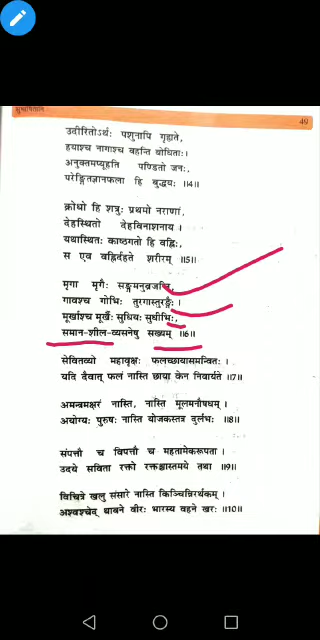 सुभाषितानि
49
उदीरितोऽर्थः पशुनापि गृह्यते,
हयाश्च नागाश्च वहन्ति बोधिताः।
अनुक्तमप्यूहति पण्डितो जनः,
परेङ्गितज्ञानफला हि बुद्धयः ॥4॥
क्रोधो हि शत्रुः प्रथमो नराणां,
देहस्थितो देहविनाशनाय।
यथास्थितः काष्ठगतो हि वह्निः,
स एव वह्निर्दहते शरीरम् ॥5॥
मृगा मृगैः सङ्गमनुव्रजन्ति,
गावश्च गोभिः तुरगास्तुरङ्गैः।
मूर्खाश्च मूर्खैः सुधियः सुधीभिः,
समान-शील-व्यसनेषु सख्यम् ॥6॥
सेवितव्यो महावृक्षः फलच्छायासमन्वितः।
यदि दैवात् फलं नास्ति छाया केन निवार्यते ॥7॥
अमन्त्रमक्षरं नास्ति, नास्ति मूलमनौषधम्।
अयोग्यः पुरुषः नास्ति योजकस्तत्र दुर्लभः ॥8॥
संपत्तौ च विपत्तौ च महतामेकरूपता।
उदये सविता रक्तो रक्तश्चास्तमये तथा ॥9॥
विचित्रे खलु संसारे नास्ति किञ्चिन्निरर्थकम्।
अश्वश्चेद् धावने वीरः भारस्य वहने खरः ॥10॥